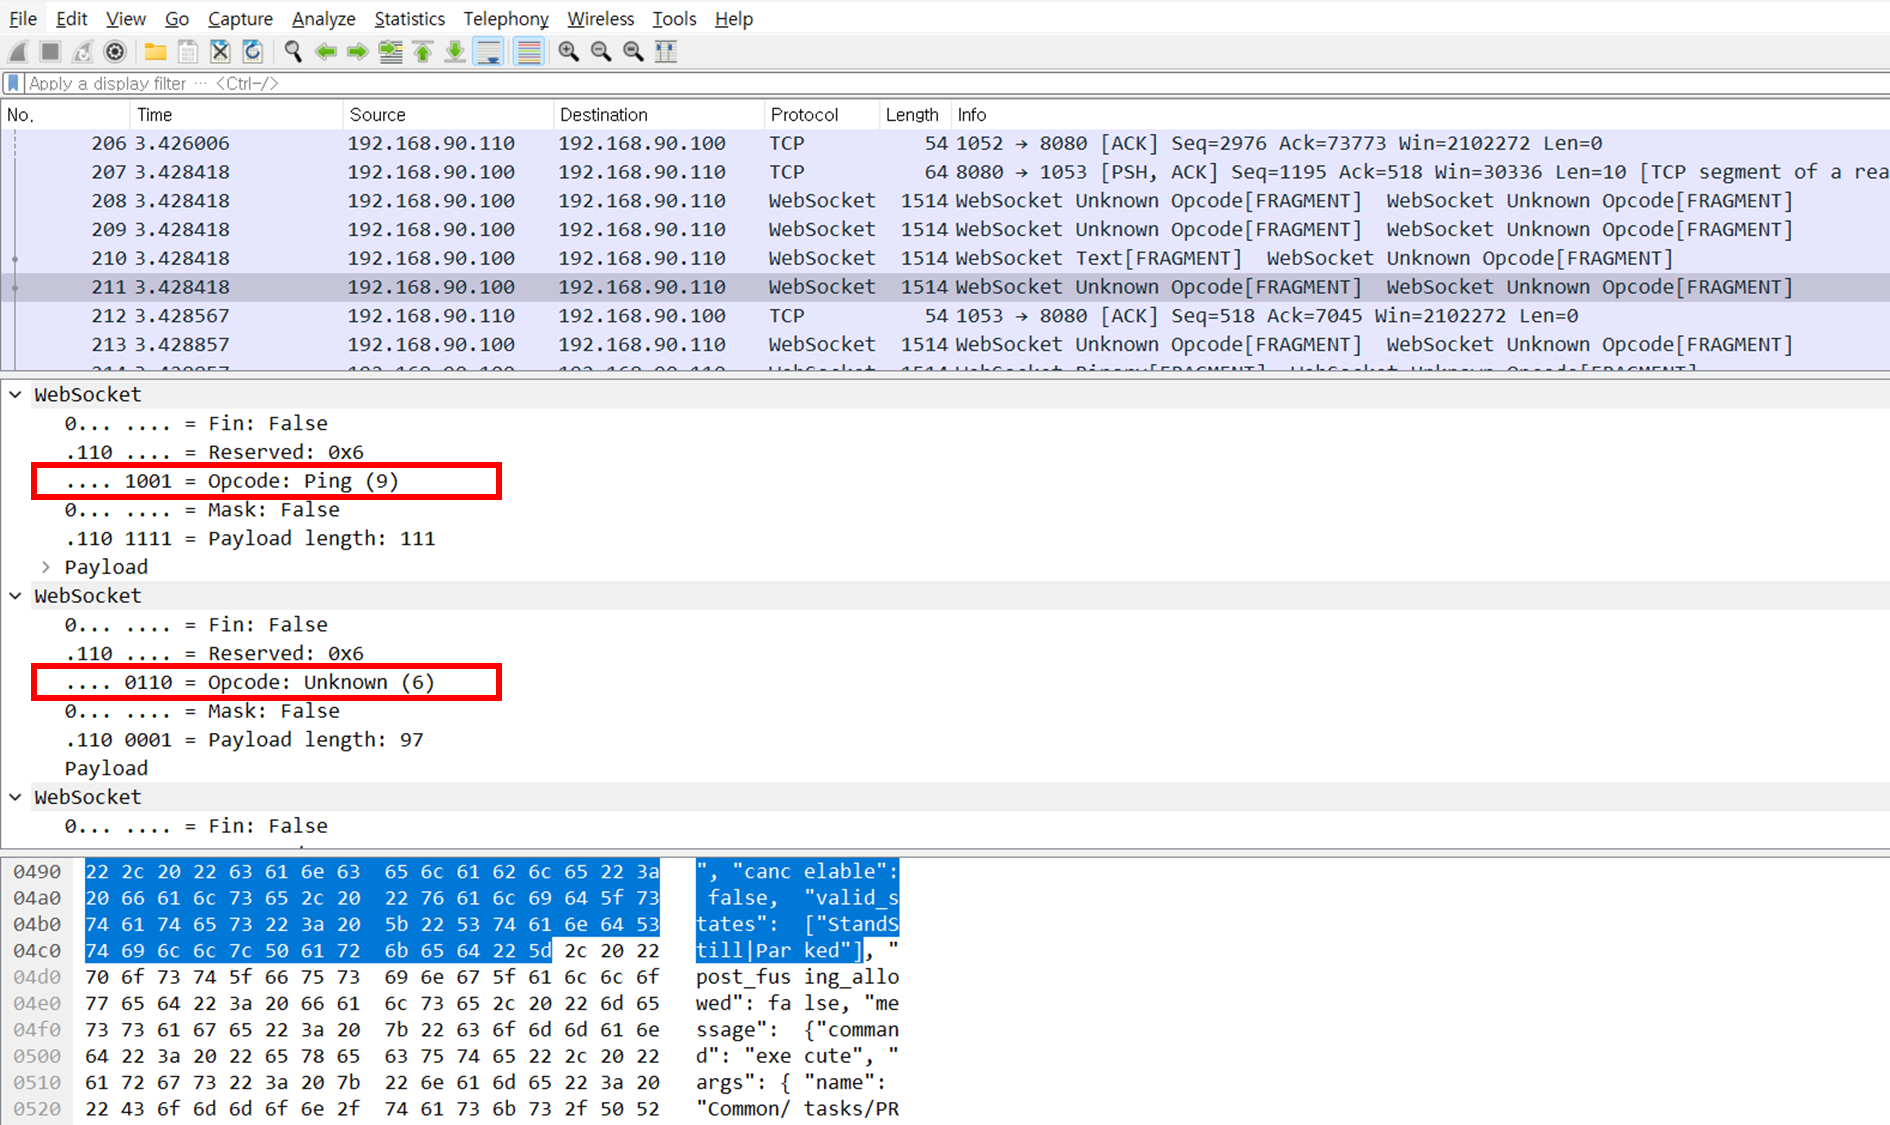 File Edit View Go Capture Analyze Statistics Telephony Wireless Tools Help
Apply a display filter ... <Ctrl-/>
No. Time Source Destination Protocol Length Info
206 3.426006 192.168.90.110 192.168.90.100 TCP 54 1052 → 8080 [ACK] Seq=2976 Ack=73773 Win=2102272 Len=0
207 3.428418 192.168.90.100 192.168.90.110 TCP 64 8080 → 1053 [PSH, ACK] Seq=1195 Ack=518 Win=30336 Len=10 [TCP segment of a rea
208 3.428418 192.168.90.100 192.168.90.110 WebSocket 1514 WebSocket Unknown Opcode[FRAGMENT] WebSocket Unknown Opcode[FRAGMENT]
209 3.428418 192.168.90.100 192.168.90.110 WebSocket 1514 WebSocket Unknown Opcode[FRAGMENT] WebSocket Unknown Opcode[FRAGMENT]
210 3.428418 192.168.90.100 192.168.90.110 WebSocket 1514 WebSocket Text[FRAGMENT] WebSocket Unknown Opcode[FRAGMENT]
211 3.428418 192.168.90.100 192.168.90.110 WebSocket 1514 WebSocket Unknown Opcode[FRAGMENT] WebSocket Unknown Opcode[FRAGMENT]
212 3.428567 192.168.90.110 192.168.90.100 TCP 54 1053 → 8080 [ACK] Seq=518 Ack=7045 Win=2102272 Len=0
213 3.428857 192.168.90.100 192.168.90.110 WebSocket 1514 WebSocket Unknown Opcode[FRAGMENT] WebSocket Unknown Opcode[FRAGMENT]
WebSocket
0... .... = Fin: False
.110 .... = Reserved: 0x6
.... 1001 = Opcode: Ping (9)
0... .... = Mask: False
.110 1111 = Payload length: 111
Payload
WebSocket
0... .... = Fin: False
.110 .... = Reserved: 0x6
.... 0110 = Opcode: Unknown (6)
0... .... = Mask: False
.110 0001 = Payload length: 97
Payload
WebSocket
0... .... = Fin: False
0490 22 2c 20 22 63 61 6e 63 65 6c 61 62 6c 65 22 3a ", "canc elable":
04a0 20 66 61 6c 73 65 2c 20 22 76 61 6c 69 64 5f 73 false, "valid_s
04b0 74 61 74 65 73 22 3a 20 5b 22 53 74 61 6e 64 53 tates": ["StandS
04c0 74 69 6c 6c 7c 50 61 72 6b 65 64 22 5d 2c 20 22 till|Par ked"], "
04d0 70 6f 73 74 5f 66 75 73 69 6e 67 5f 61 6c 6c 6f post_fus ing_allo
04e0 77 65 64 22 3a 20 66 61 6c 73 65 2c 20 22 6d 65 wed": fa lse, "me
04f0 73 73 61 67 65 22 3a 20 7b 22 63 6f 6d 6d 61 6e ssage": {"comman
0500 64 22 3a 20 22 65 78 65 63 75 74 65 22 2c 20 22 d": "exe cute", "
0510 61 72 67 73 22 3a 20 7b 22 6e 61 6d 65 22 3a 20 args": { "name":
0520 22 43 6f 6d 6d 6f 6e 2f 74 61 73 6b 73 2f 50 52 "Common/ tasks/PR